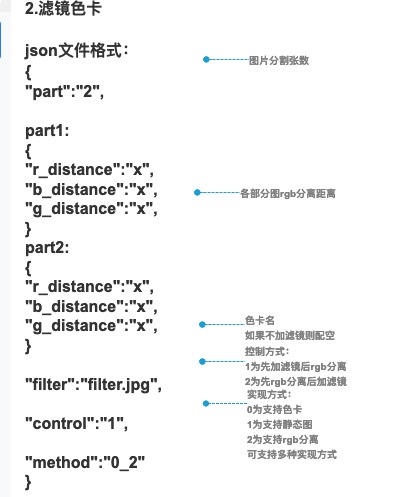 2.滤镜色卡
json文件格式：
图片分割张数
{
"part":"2",
part1:
{
"r_distance":"x",
"b_distance":"x",
各部分图rgb分离距离
"g_distance":"x",
}
part2:
{
"r_distance":"x",
"b_distance":"x",
"g_distance":"x",
色卡名
如果不加滤镜则配空
}
控制方式：
1为先加滤镜后rgb分离
2为先rgb分离后加滤镜
"filter":"filter.jpg",
实现方式：
0为支持色卡
1为支持静态图
2为支持rgb分离
可支持多种实现方式
"control":"1",
"method":"0_2"
}